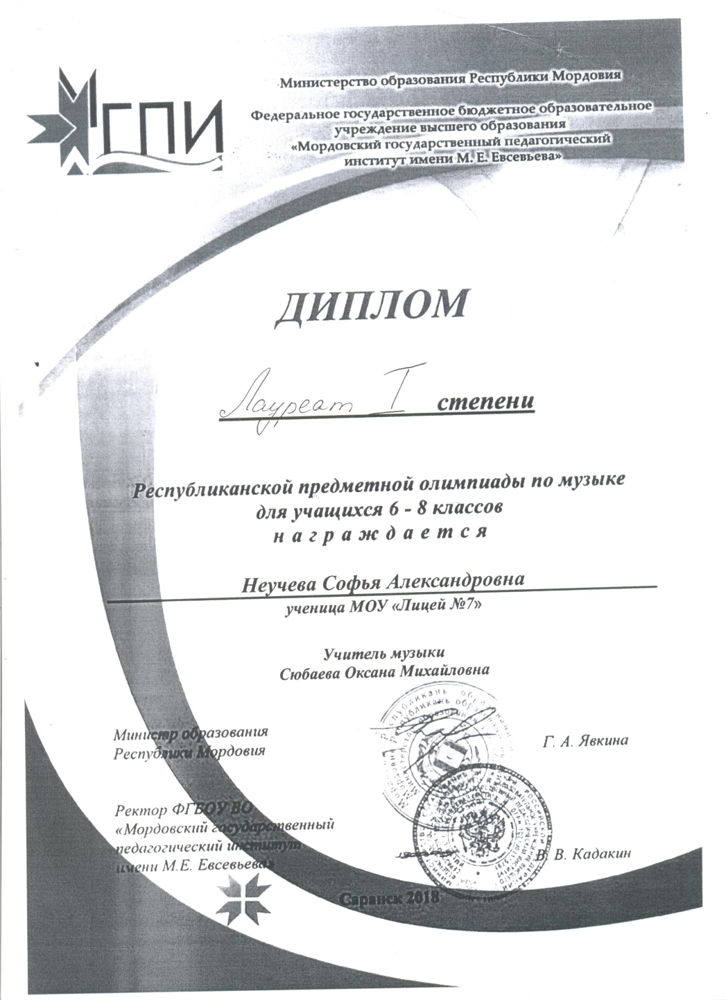 МГПИ
Министерство образования Республики Мордовия
Федеральное государственное бюджетное образовательное
учреждение высшего образования
«Мордовский государственный педагогический
институт имени М. Е. Евсевьева»
ДИПЛОМ
Лауреат I степени
Республиканской предметной олимпиады по музыке
для учащихся 6 - 8 классов
награждается
Неучева Софья Александровна
ученица МОУ «Лицей №7»
Учитель музыки
Сюбаева Оксана Михайловна
Министр образования
Республики Мордовия
Г. А. Явкина
Ректор ФГБОУ ВО
«Мордовский государственный
педагогический институт
имени М.Е. Евсевьева»
В. В. Кадакин
Саранск 2018